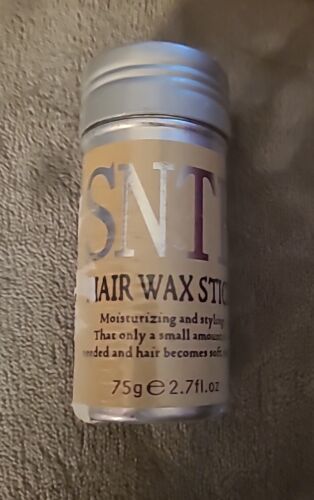 SNT
HAIR WAX STIC
Moisturizing and styling
That only a small amount
needed and hair becomes soft,
75g e 2.7fl.oz